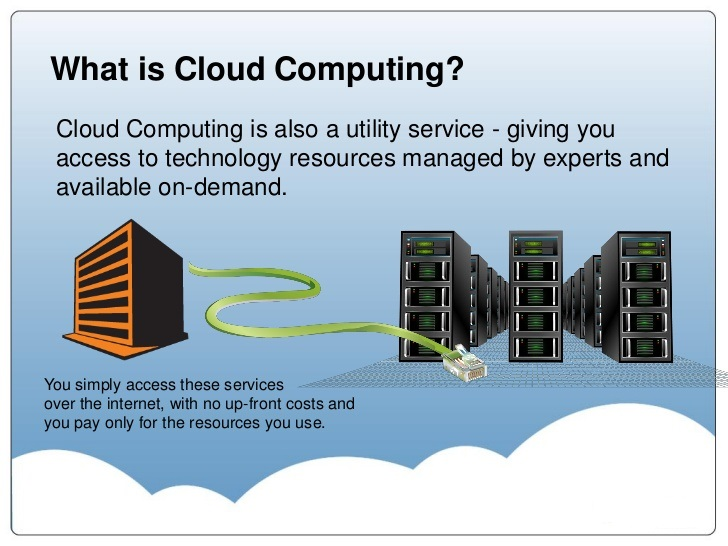 What is Cloud Computing?
Cloud Computing is also a utility service - giving you
access to technology resources managed by experts and
available on-demand.
You simply access these services
over the internet, with no up-front costs and
you pay only for the resources you use.